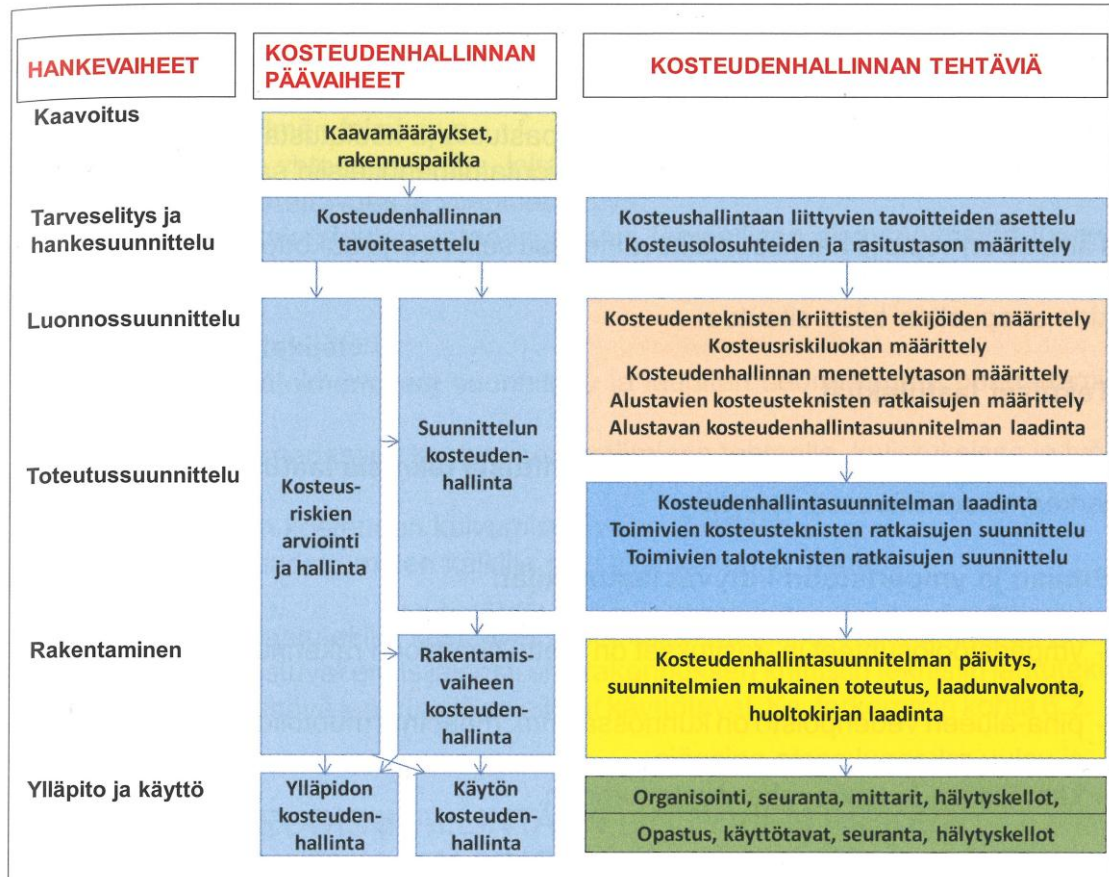 HANKEVAIHEET
KOSTEUDENHALLINNAN
PÄÄVAIHEET
KOSTEUDENHALLINNAN TEHTÄVIÄ
Kaavoitus
Kaavamääräykset,
rakennuspaikka
Tarveselitys ja
hankesuunnittelu
Kosteudenhallinnan
tavoiteasettelu
Kosteushallintaan liittyvien tavoitteiden asettelu
Kosteusolosuhteiden ja rasitustason määrittely
Luonnossuunnittelu
Kosteudenteknisten kriittisten tekijöiden määrittely
Kosteusriskiluokan määrittely
Kosteudenhallinnan menettelytason määrittely
Alustavien kosteusteknisten ratkaisujen määrittely
Alustavan kosteudenhallintasuunnitelman laadinta
Suunnittelun
kosteuden-
hallinta
Toteutussuunnittelu
Kosteus-
riskien
arviointi
ja hallinta
Kosteudenhallintasuunnitelman laadinta
Toimivien kosteusteknisten ratkaisujen suunnittelu
Toimivien taloteknisten ratkaisujen suunnittelu
Rakentaminen
Rakentamis-
vaiheen
kosteuden-
hallinta
Kosteudenhallintasuunnitelman päivitys,
suunnitelmien mukainen toteutus, laadunvalvonta,
huoltokirjan laadinta
Ylläpito ja käyttö
Ylläpidon
kosteuden-
hallinta
Käytön
kosteuden-
hallinta
Organisointi, seuranta, mittarit, hälytyskellot,
Opastus, käyttötavat, seuranta, hälytyskellot